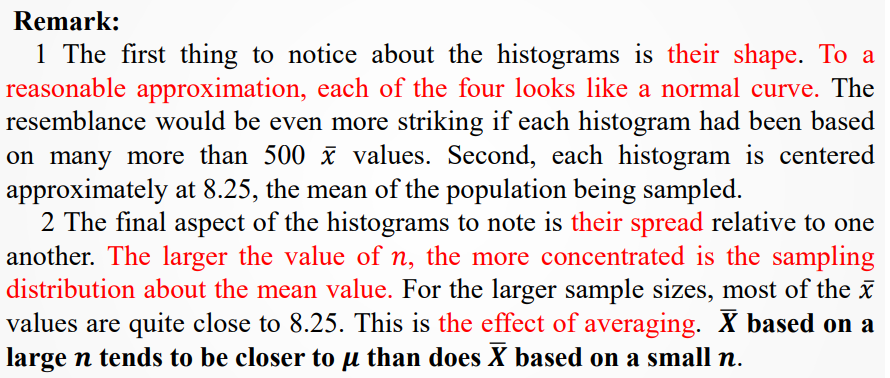 Remark:
1 The first thing to notice about the histograms is their shape. To a
reasonable approximation, each of the four looks like a normal curve. The
resemblance would be even more striking if each histogram had been based
on many more than 500 x̄ values. Second, each histogram is centered
approximately at 8.25, the mean of the population being sampled.
2 The final aspect of the histograms to note is their spread relative to one
another. The larger the value of n, the more concentrated is the sampling
distribution about the mean value. For the larger sample sizes, most of the x̄
values are quite close to 8.25. This is the effect of averaging. X̄ based on a
large n tends to be closer to μ than does X̄ based on a small n.